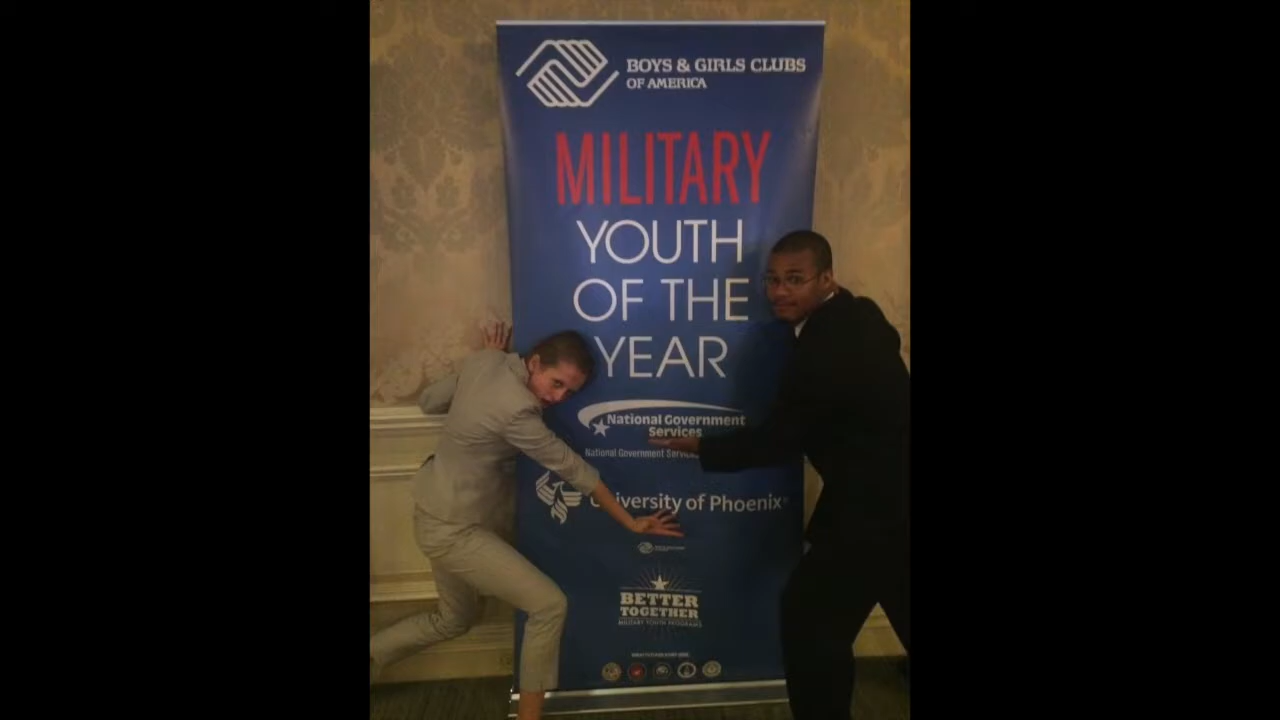 BOYS & GIRLS CLUBS
OF AMERICA
MILITARY
YOUTH
OF THE
YEAR
National Government
Services
National Government Services
University of Phoenix
BETTER
TOGETHER
MILITARY YOUTH PROGRAMS